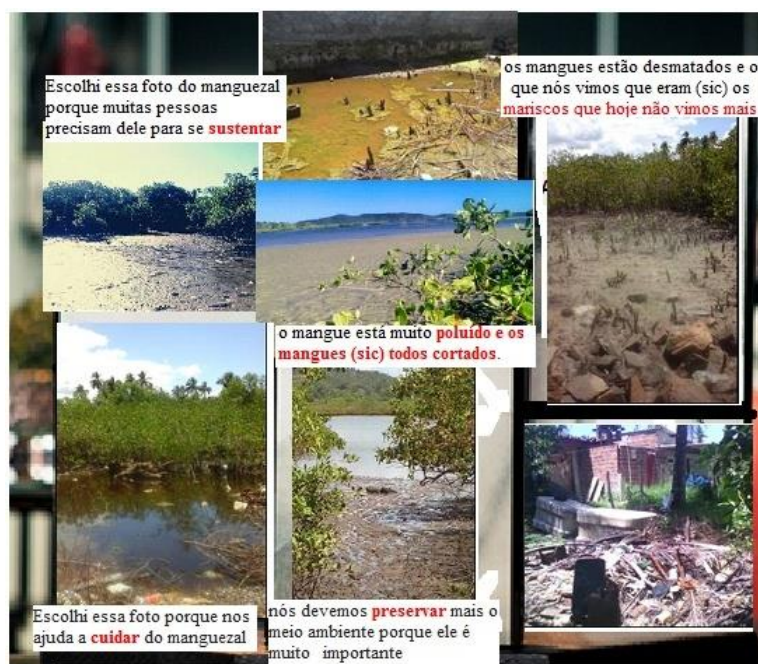 Escolhi essa foto do manguezal
porque muitas pessoas
precisam dele para se sustentar
os mangues estão desmatados e o
que nós vimos que eram (sic) os
mariscos que hoje não vimos mais
o mangue está muito poluído e os
mangues (sic) todos cortados.
Escolhi essa foto porque nos
ajuda a cuidar do manguezal
nós devemos preservar mais o
meio ambiente porque ele é
muito importante